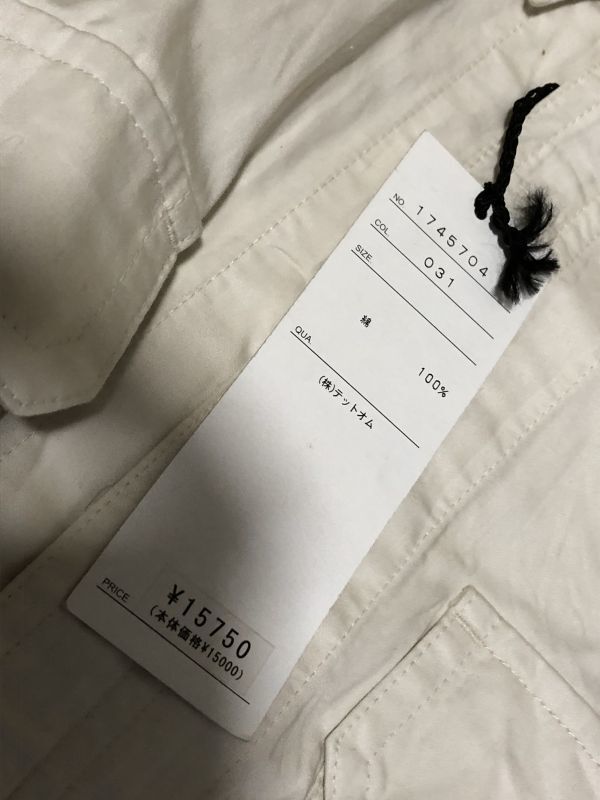 NO. 1745704
COL. 031
SIZE
綿 100%
QUA.
(株)テットオム
PRICE ¥15750
(本体価格¥15000)